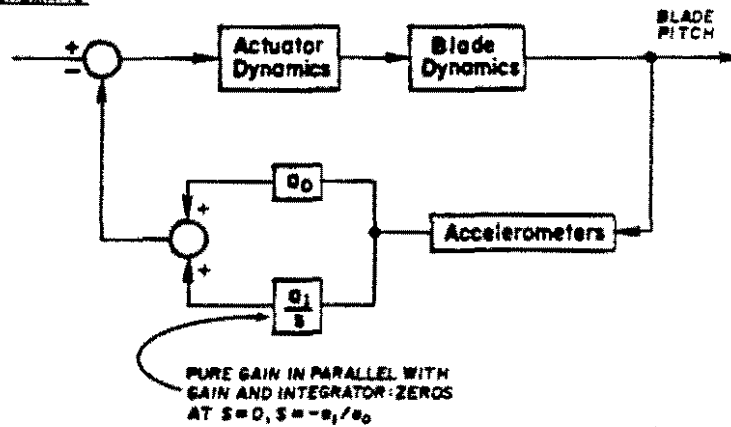 BLADE
PITCH
+
−
Actuator
Dynamics
Blade
Dynamics
a0
+
+
Accelerometers
a1
s
PURE GAIN IN PARALLEL WITH
GAIN AND INTEGRATOR: ZEROS
AT S=0, S=-a1/a0